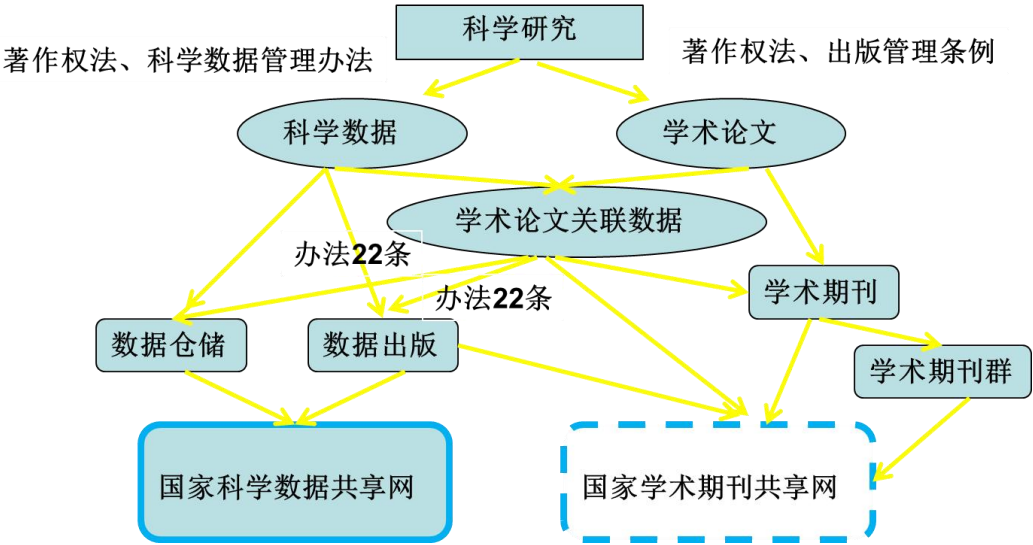 科学研究
著作权法、科学数据管理办法
著作权法、出版管理条例
科学数据
学术论文
学术论文关联数据
办法22条
办法22条
学术期刊
数据仓储
数据出版
学术期刊群
国家科学数据共享网
国家学术期刊共享网